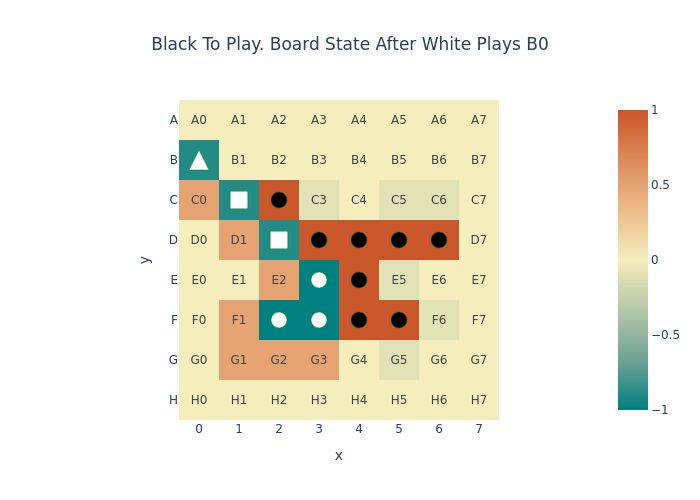 Black To Play. Board State After White Plays B0
A A0 A1 A2 A3 A4 A5 A6 A7
B B1 B2 B3 B4 B5 B6 B7
C C0 C3 C4 C5 C6 C7
D D0 D1 D7
E E0 E1 E2 E5 E6 E7
F F0 F1 F6 F7
G G0 G1 G2 G3 G4 G5 G6 G7
H H0 H1 H2 H3 H4 H5 H6 H7
0 1 2 3 4 5 6 7
x
y
1
0.5
0
−0.5
−1